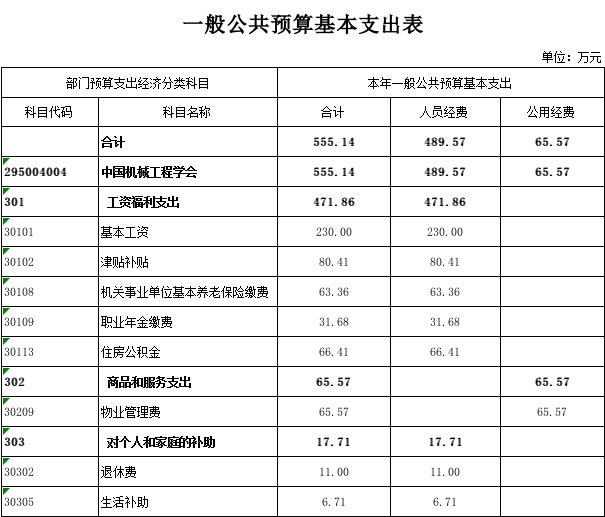 一般公共预算基本支出表
单位：万元
部门预算支出经济分类科目 本年一般公共预算基本支出
科目代码 科目名称 合计 人员经费 公用经费
合计 555.14 489.57 65.57
295004004 中国机械工程学会 555.14 489.57 65.57
301 工资福利支出 471.86 471.86
30101 基本工资 230.00 230.00
30102 津贴补贴 80.41 80.41
30108 机关事业单位基本养老保险缴费 63.36 63.36
30109 职业年金缴费 31.68 31.68
30113 住房公积金 66.41 66.41
302 商品和服务支出 65.57 65.57
30209 物业管理费 65.57 65.57
303 对个人和家庭的补助 17.71 17.71
30302 退休费 11.00 11.00
30305 生活补助 6.71 6.71